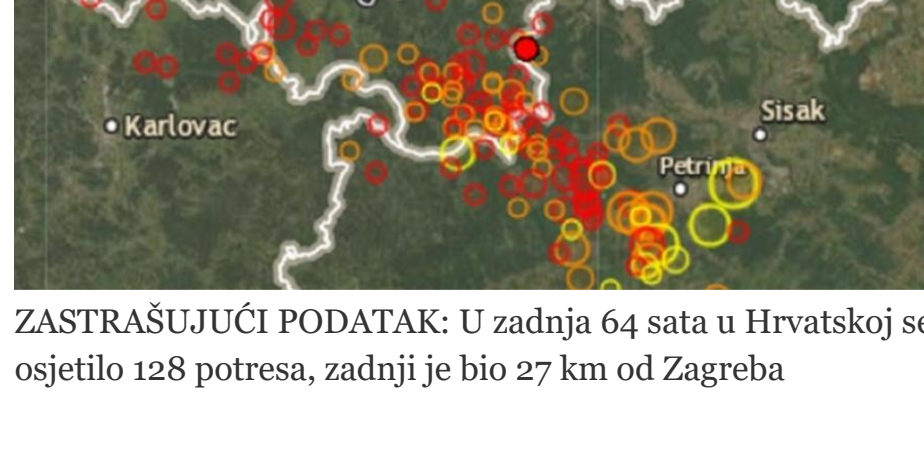 Sisak
Karlovac
Petrinja
ZASTRAŠUJUĆI PODATAK: U zadnja 64 sata u Hrvatskoj se
osjetilo 128 potresa, zadnji je bio 27 km od Zagreba